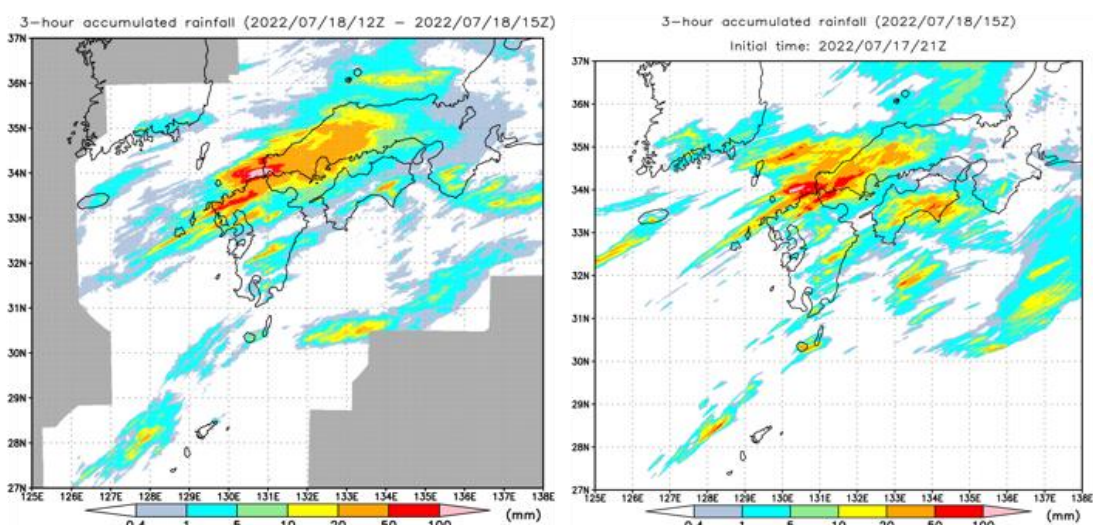 3-hour accumulated rainfall (2022/07/18/12Z − 2022/07/18/15Z)
37N
36N
35N
34N
33N
32N
31N
30N
29N
28N
27N
125E 126E 127E 128E 129E 130E 131E 132E 133E 134E 135E 136E 137E 138E
0.4 1 5 10 20 50 100 (mm)
3-hour accumulated rainfall (2022/07/18/15Z)
Initial time: 2022/07/17/21Z
37N
36N
35N
34N
33N
32N
31N
30N
29N
28N
27N
125E 126E 127E 128E 129E 130E 131E 132E 133E 134E 135E 136E 137E 138E
0.4 1 5 10 20 50 100 (mm)